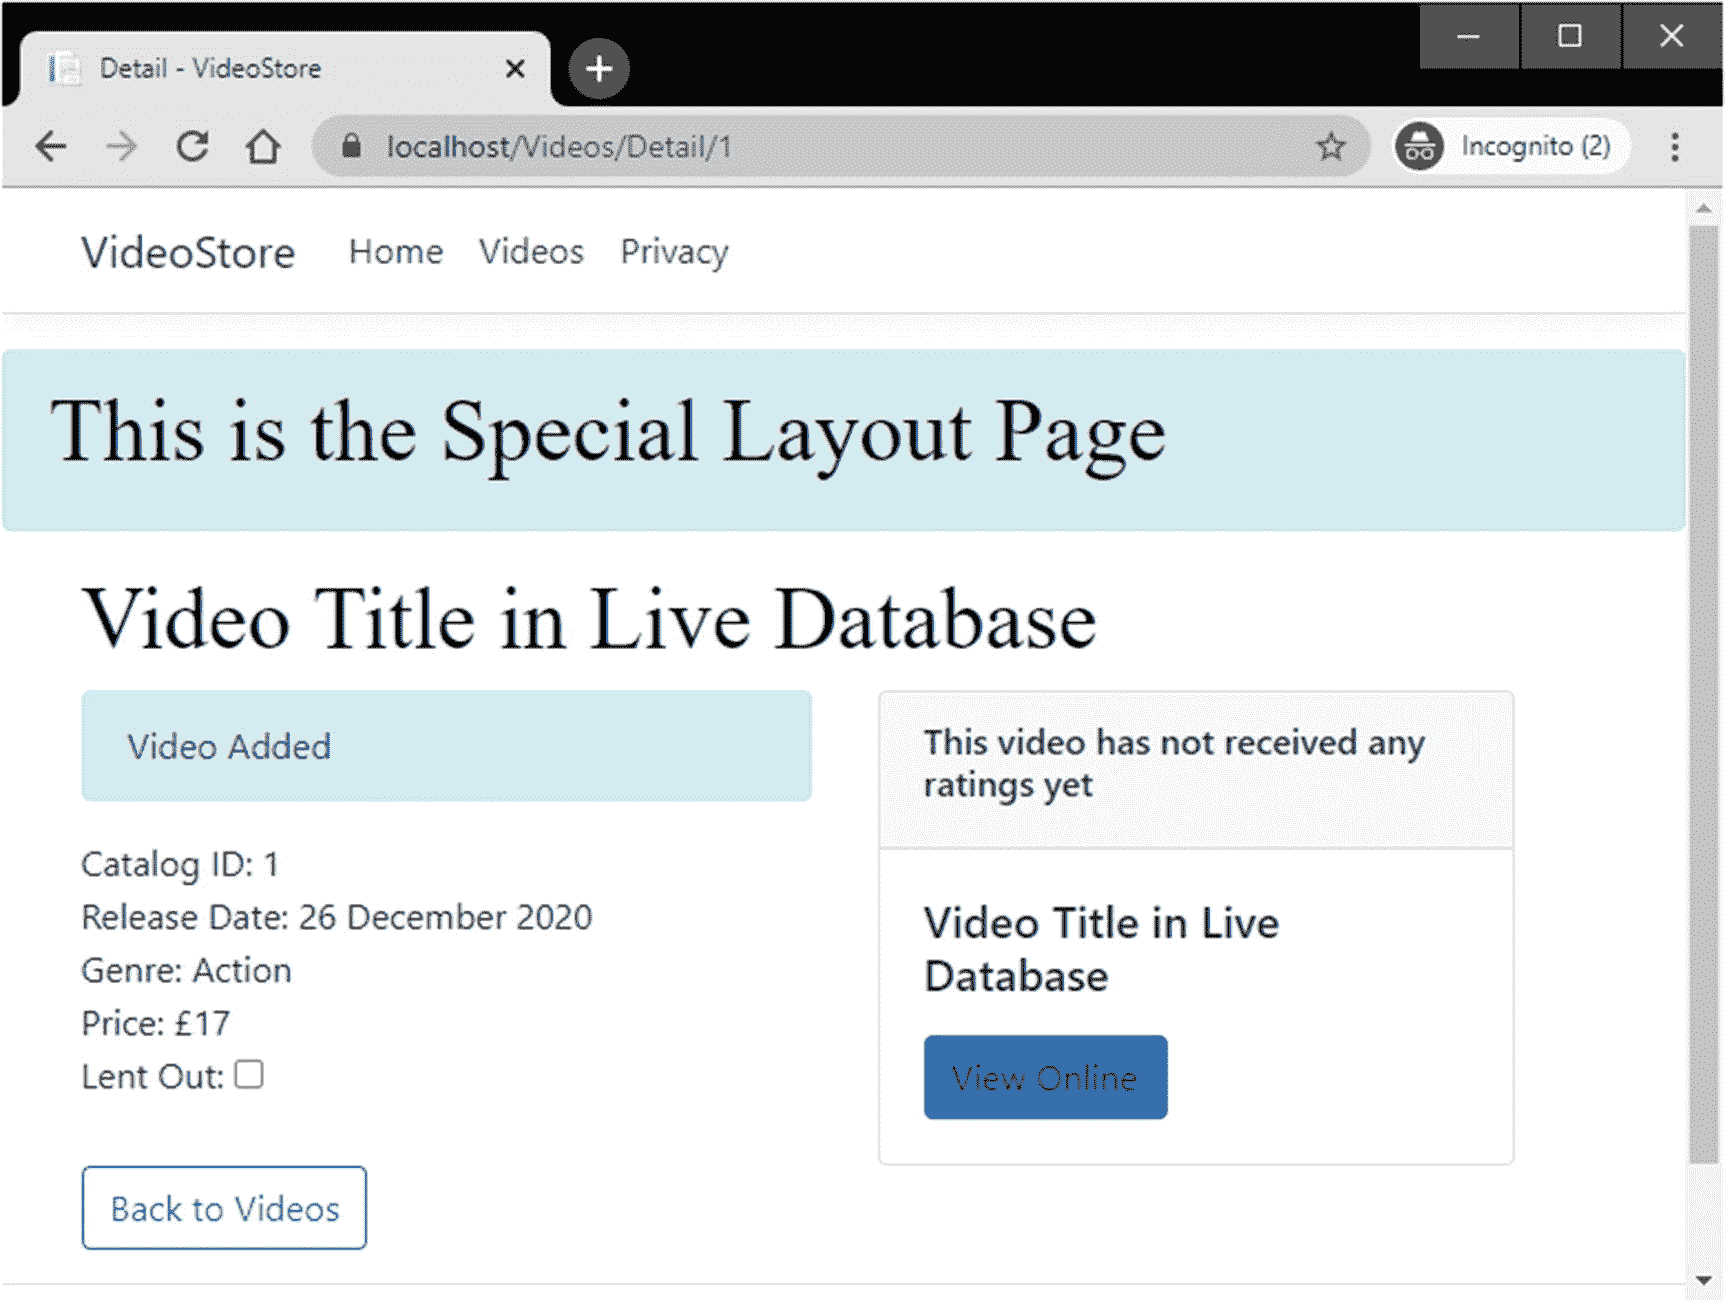 Detail - VideoStore
localhost/Videos/Detail/1
Incognito (2)
VideoStore Home Videos Privacy
This is the Special Layout Page
Video Title in Live Database
Video Added
Catalog ID: 1
Release Date: 26 December 2020
Genre: Action
Price: £17
Lent Out:
Back to Videos
This video has not received any
ratings yet
Video Title in Live
Database
View Online